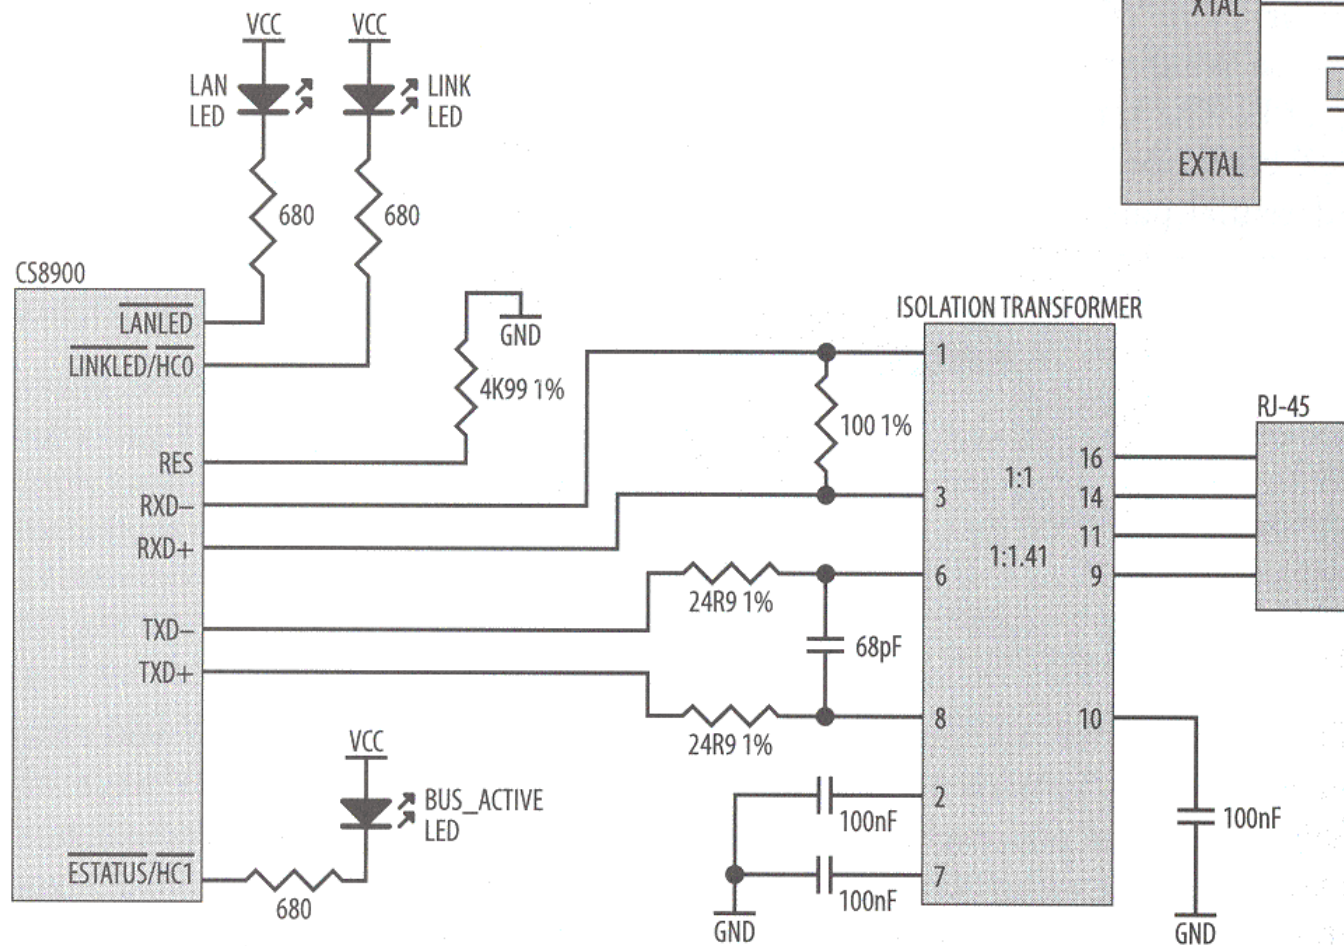 VCC
VCC
XTAL
LAN
LED
LINK
LED
EXTAL
680
680
CS8900
LANLED
GND
ISOLATION TRANSFORMER
LINKLED/HC0
1
4K99 1%
RJ-45
100 1%
RES
16
1:1
RXD–
3
14
RXD+
11
1:1.41
6
9
24R9 1%
TXD–
68pF
TXD+
8
10
24R9 1%
VCC
BUS_ACTIVE
LED
2
100nF
100nF
ESTATUS/HC1
7
680
100nF
GND
GND